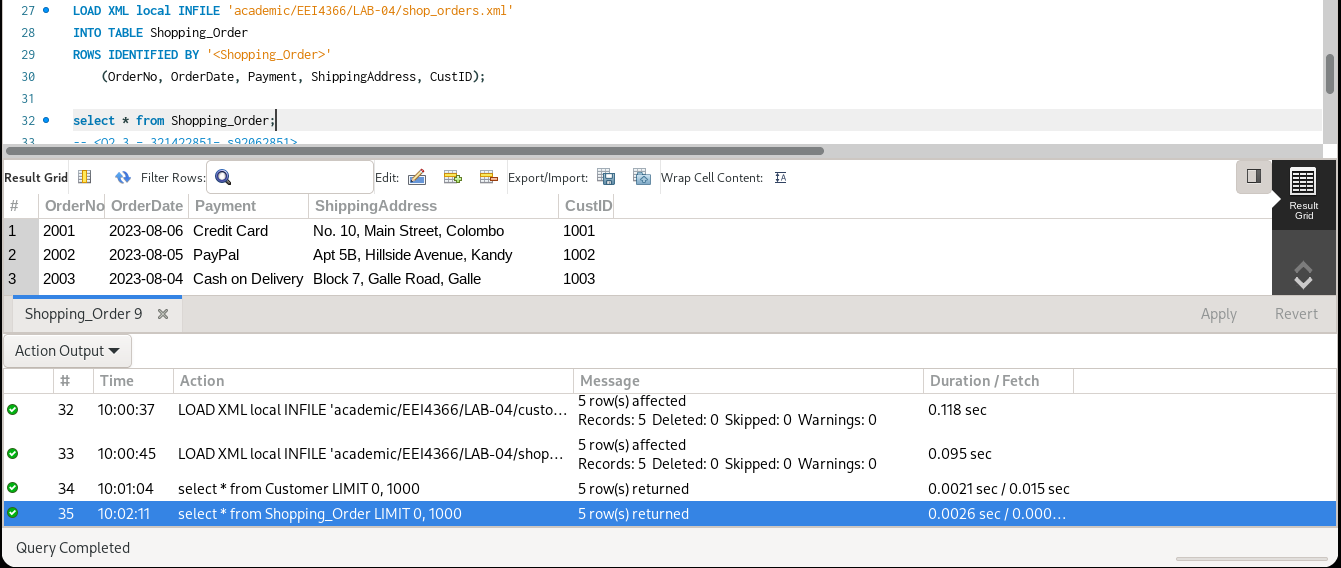 27 LOAD XML local INFILE 'academic/EEI4366/LAB-04/shop_orders.xml'
28 INTO TABLE Shopping_Order
29 ROWS IDENTIFIED BY '<Shopping_Order>'
30 (OrderNo, OrderDate, Payment, ShippingAddress, CustID);
31
32 select * from Shopping_Order;
33 -- <Q2.3 - 321422851- s92062851>
Result Grid Filter Rows: Edit: Export/Import: Wrap Cell Content:
# OrderNo OrderDate Payment ShippingAddress CustID
1 2001 2023-08-06 Credit Card No. 10, Main Street, Colombo 1001
2 2002 2023-08-05 PayPal Apt 5B, Hillside Avenue, Kandy 1002
3 2003 2023-08-04 Cash on Delivery Block 7, Galle Road, Galle 1003
Result
Grid
Shopping_Order 9 Apply Revert
Action Output
# Time Action Message Duration / Fetch
32 10:00:37 LOAD XML local INFILE 'academic/EEI4366/LAB-04/custo... 5 row(s) affected 0.118 sec
Records: 5 Deleted: 0 Skipped: 0 Warnings: 0
33 10:00:45 LOAD XML local INFILE 'academic/EEI4366/LAB-04/shop... 5 row(s) affected 0.095 sec
Records: 5 Deleted: 0 Skipped: 0 Warnings: 0
34 10:01:04 select * from Customer LIMIT 0, 1000 5 row(s) returned 0.0021 sec / 0.015 sec
35 10:02:11 select * from Shopping_Order LIMIT 0, 1000 5 row(s) returned 0.0026 sec / 0.000...
Query Completed